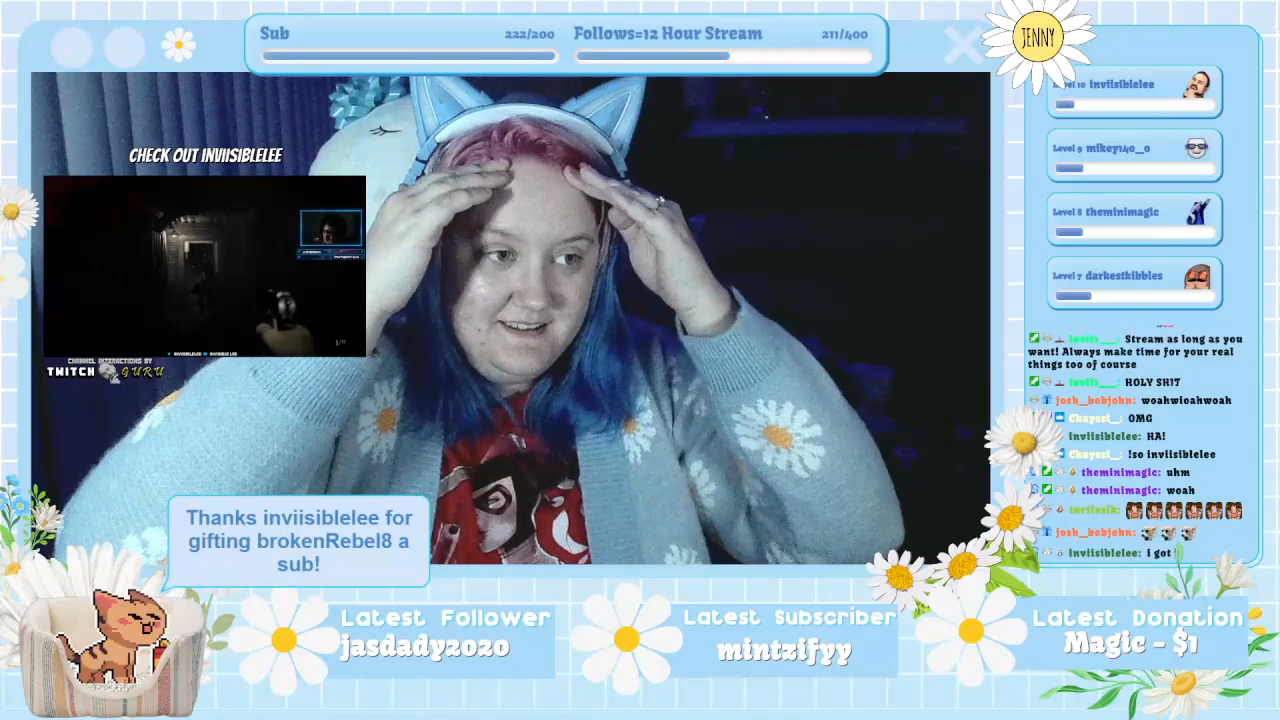 Sub
222/200
Follows=12 Hour Stream
211/400
JENNY
Level 10 inviisiblelee
Level 9 mikey140_0
Level 8 theminimagic
Level 7 darkestkibbles
CHECK OUT INVIISIBLELEE
CHANNEL INTERACTIONS BY
TWITCH GURU
Stream as long as you
want! Always make time for your real
things too of course
HOLY SHIT
josh_bobjohn: woahwioahwoah
Chayssi_: OMG
inviisiblelee: HA!
Chayssi_: !so inviisiblelee
theminimagic: uhm
theminimagic: woah
josh_bobjohn:
inviisiblelee: i got
Thanks inviisiblelee for
gifting brokenRebel8 a
sub!
Latest Follower
jasdady2020
Latest Subscriber
mintzifyy
Latest Donation
Magic - $1